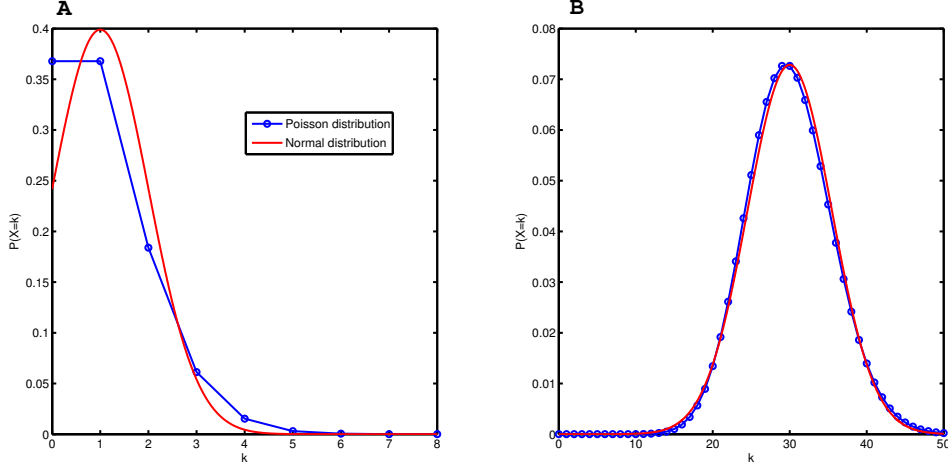 A
0.4
0.35
0.3
0.25
0.2
0.15
0.1
0.05
0
P(X=k)
0 1 2 3 4 5 6 7 8
k
Poisson distribution
Normal distribution
B
0.08
0.07
0.06
0.05
0.04
0.03
0.02
0.01
0
P(X=k)
0 10 20 30 40 50
k